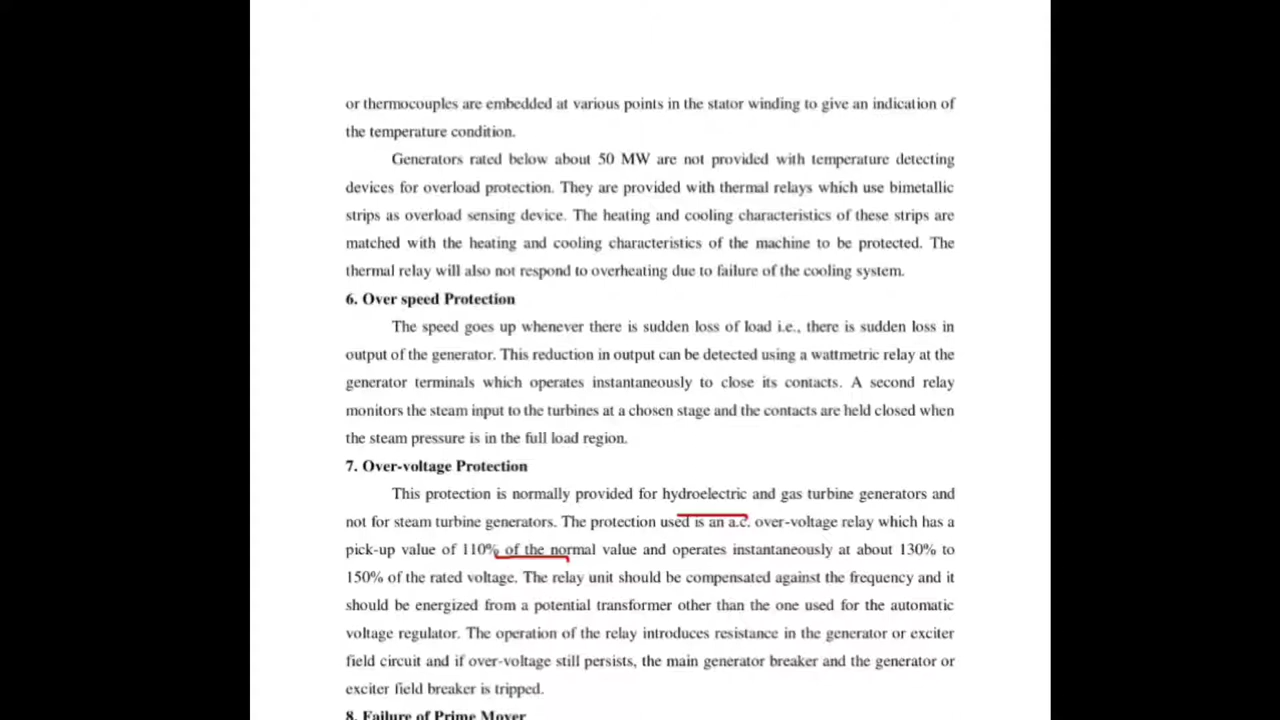 or thermocouples are embedded at various points in the stator winding to give an indication of
the temperature condition.
Generators rated below about 50 MW are not provided with temperature detecting
devices for overload protection. They are provided with thermal relays which use bimetallic
strips as overload sensing device. The heating and cooling characteristics of these strips are
matched with the heating and cooling characteristics of the machine to be protected. The
thermal relay will also not respond to overheating due to failure of the cooling system.
6. Over speed Protection
The speed goes up whenever there is sudden loss of load i.e., there is sudden loss in
output of the generator. This reduction in output can be detected using a wattmetric relay at the
generator terminals which operates instantaneously to close its contacts. A second relay
monitors the steam input to the turbines at a chosen stage and the contacts are held closed when
the steam pressure is in the full load region.
7. Over-voltage Protection
This protection is normally provided for hydroelectric and gas turbine generators and
not for steam turbine generators. The protection used is an a.c. over-voltage relay which has a
pick-up value of 110% of the normal value and operates instantaneously at about 130% to
150% of the rated voltage. The relay unit should be compensated against the frequency and it
should be energized from a potential transformer other than the one used for the automatic
voltage regulator. The operation of the relay introduces resistance in the generator or exciter
field circuit and if over-voltage still persists, the main generator breaker and the generator or
exciter field breaker is tripped.
8. Failure of Prime Mover